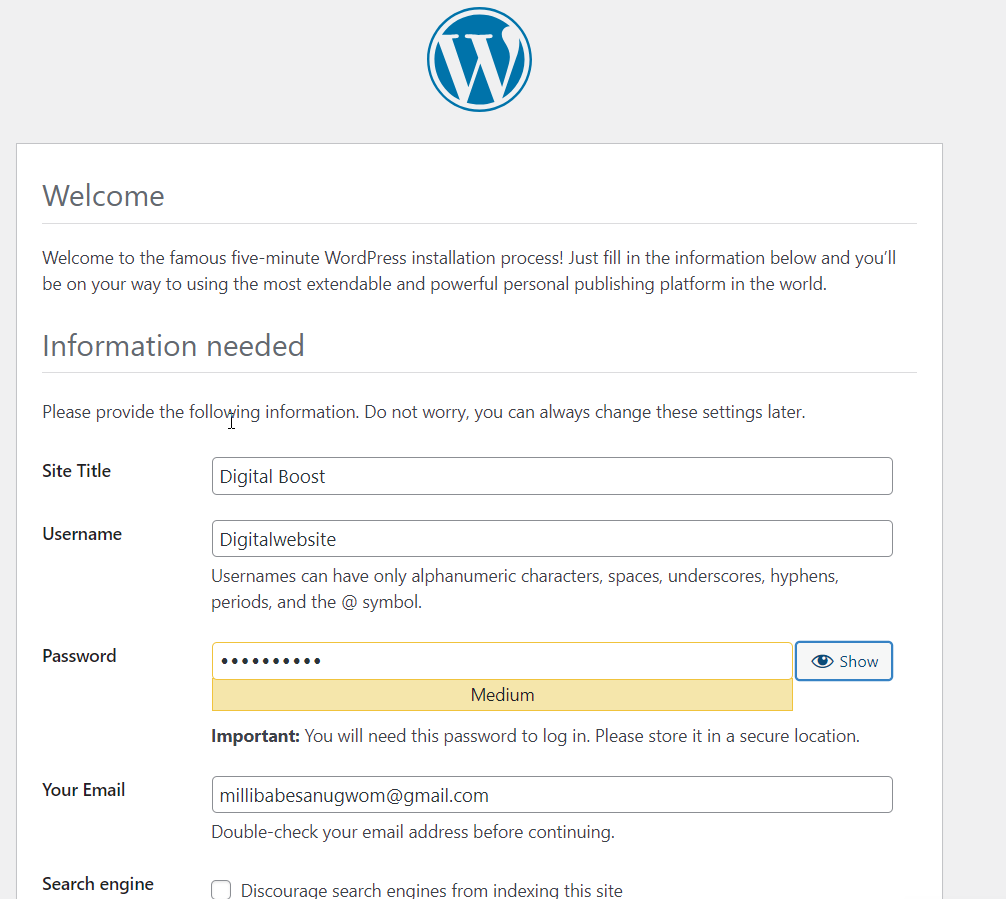 Welcome
Welcome to the famous five-minute WordPress installation process! Just fill in the information below and you’ll
be on your way to using the most extendable and powerful personal publishing platform in the world.
Information needed
Please provide the following information. Do not worry, you can always change these settings later.
Site Title
Digital Boost
Username
Digitalwebsite
Usernames can have only alphanumeric characters, spaces, underscores, hyphens,
periods, and the @ symbol.
Password
••••••••••
Show
Medium
Important: You will need this password to log in. Please store it in a secure location.
Your Email
millibabesanugwom@gmail.com
Double-check your email address before continuing.
Search engine
Discourage search engines from indexing this site